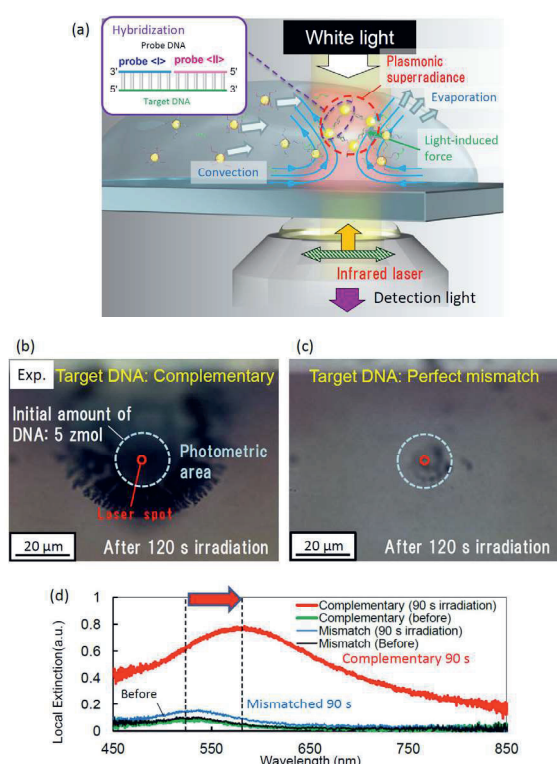 (a)
Hybridization
Probe DNA
probe <I> probe <II>
3' 5'
5' 3'
Target DNA
White light
Plasmonic
superradiance
Evaporation
Light-induced
force
Convection
Infrared laser
Detection light
(b)
Exp. Target DNA: Complementary
Initial amount of
DNA: 5 zmol
Photometric
area
Laser spot
20 μm
After 120 s irradiation
(c)
Target DNA: Perfect mismatch
20 μm
After 120 s irradiation
(d)
Local Extinction(a.u.)
1
0.8
0.6
0.4
0.2
0
Complementary (90 s irradiation)
Complementary (before)
Mismatch (90 s irradiation)
Mismatch (Before)
Complementary 90 s
Before
Mismatched 90 s
450 550 650 750 850
Wavelength (nm)